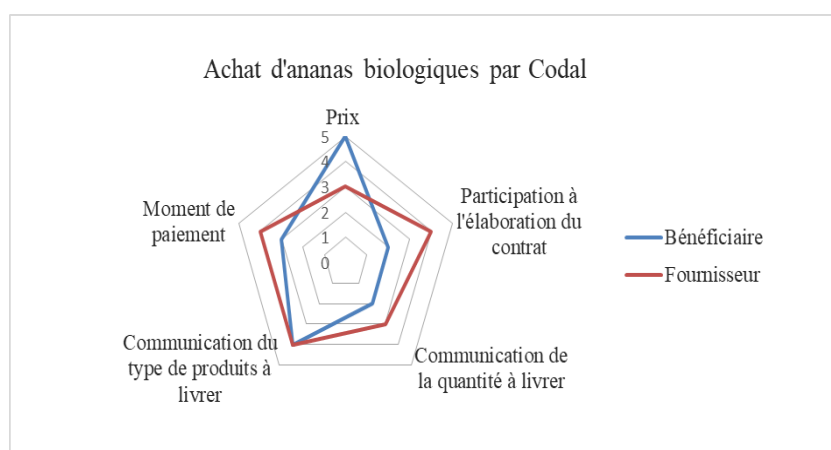 Achat d'ananas biologiques par Codal
Prix
5
4
3
2
1
0
Participation à
l'élaboration du
contrat
Communication de
la quantité à livrer
Communication du
type de produits à
livrer
Moment de
paiement
Bénéficiaire
Fournisseur